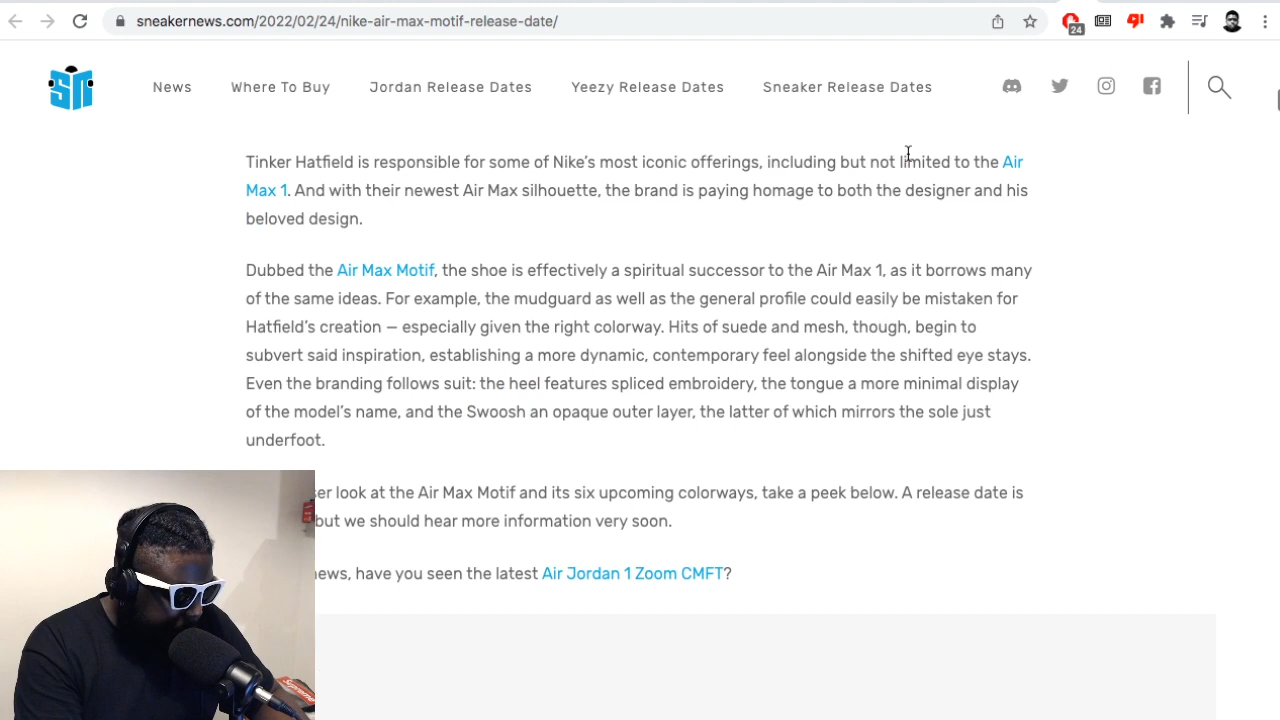 sneakernews.com/2022/02/24/nike-air-max-motif-release-date/
24
SN
News Where To Buy Jordan Release Dates Yeezy Release Dates Sneaker Release Dates
Tinker Hatfield is responsible for some of Nike's most iconic offerings, including but not limited to the Air
Max 1. And with their newest Air Max silhouette, the brand is paying homage to both the designer and his
beloved design.
Dubbed the Air Max Motif, the shoe is effectively a spiritual successor to the Air Max 1, as it borrows many
of the same ideas. For example, the mudguard as well as the general profile could easily be mistaken for
Hatfield's creation — especially given the right colorway. Hits of suede and mesh, though, begin to
subvert said inspiration, establishing a more dynamic, contemporary feel alongside the shifted eye stays.
Even the branding follows suit: the heel features spliced embroidery, the tongue a more minimal display
of the model's name, and the Swoosh an opaque outer layer, the latter of which mirrors the sole just
underfoot.
ser look at the Air Max Motif and its six upcoming colorways, take a peek below. A release date is
but we should hear more information very soon.
news, have you seen the latest Air Jordan 1 Zoom CMFT?
Supreme